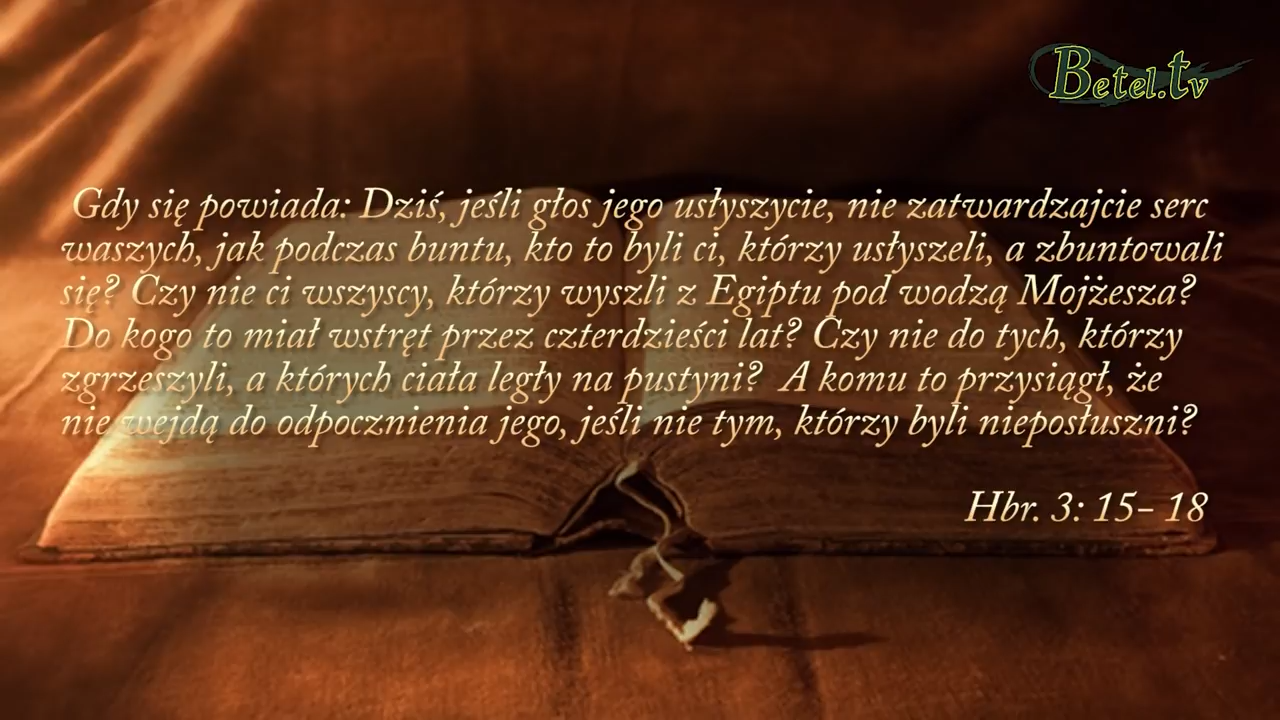 Betel.tv
Gdy się powiada: Dziś, jeśli głos jego usłyszycie, nie zatwardzajcie serc
waszych, jak podczas buntu, kto to byli ci, którzy usłyszeli, a zbuntowali
się? Czy nie ci wszyscy, którzy wyszli z Egiptu pod wodzą Mojżesza?
Do kogo to miał wstręt przez czterdzieści lat? Czy nie do tych, którzy
zgrzeszyli, a których ciała legły na pustyni? A komu to przysiągł, że
nie wejdą do odpocznienia jego, jeśli nie tym, którzy byli nieposłuszni?
Hbr. 3: 15- 18